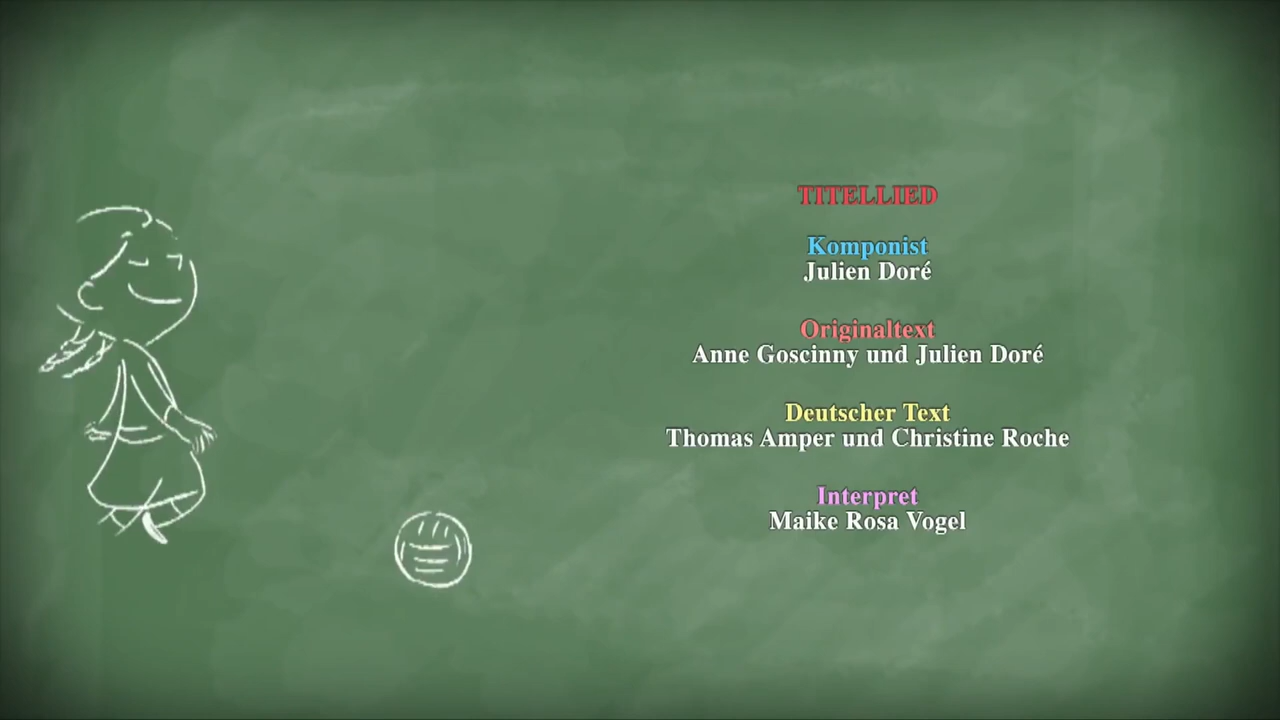 TITELLIED
Komponist
Julien Doré
Originaltext
Anne Goscinny und Julien Doré
Deutscher Text
Thomas Amper und Christine Roche
Interpret
Maike Rosa Vogel